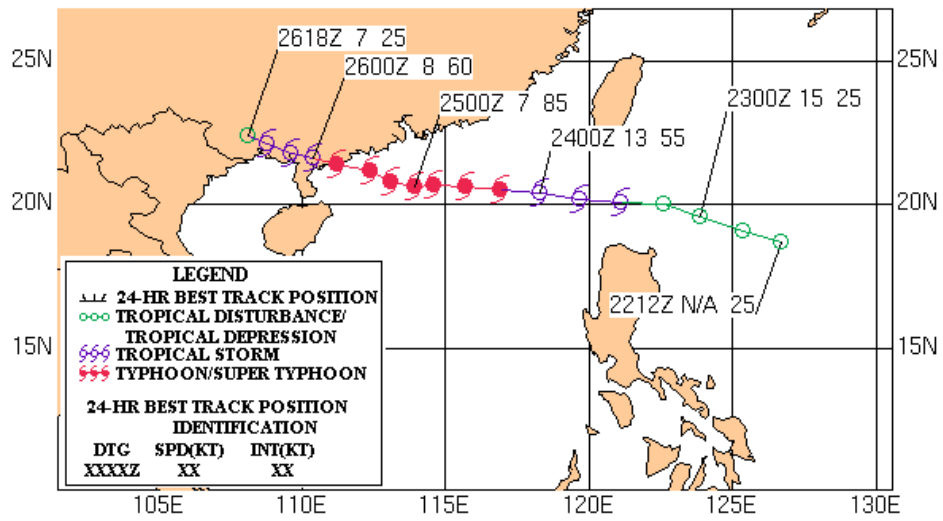 2618Z 7 25
2600Z 8 60
25N
25N
2500Z 7 85
2300Z 15 25
2400Z 13 55
20N
20N
LEGEND
24-HR BEST TRACK POSITION
TROPICAL DISTURBANCE/
TROPICAL DEPRESSION
TROPICAL STORM
TYPHOON/SUPER TYPHOON
24-HR BEST TRACK POSITION
IDENTIFICATION
DTG SPD(KT) INT(KT)
XXXXZ XX XX
2212Z N/A 25
15N
15N
105E 110E 115E 120E 125E 130E